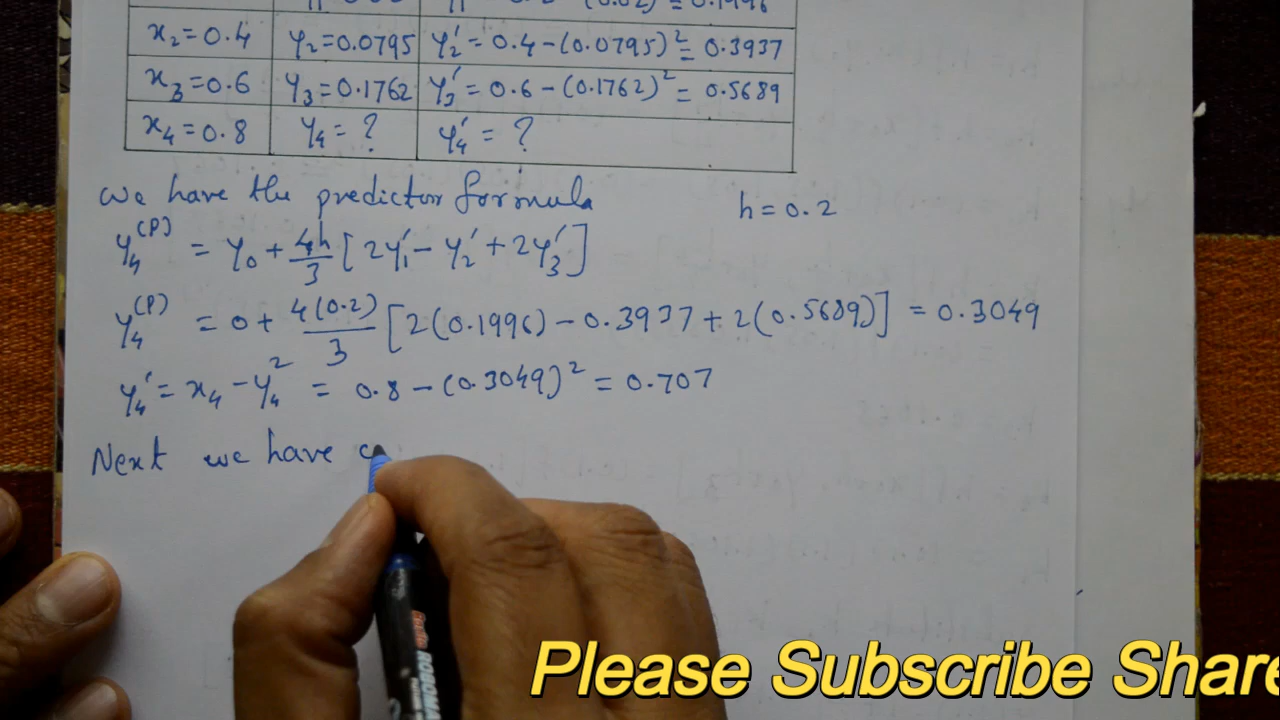 x₂=0.4 y₂=0.0795 y₂′ = 0.4-(0.0795)² = 0.3937
x₃=0.6 y₃=0.1762 y₃′ = 0.6-(0.1762)² = 0.5689
x₄=0.8 y₄=? y₄′ = ?
we have the predictor formula h=0.2
y₄⁽ᴾ⁾ = y₀ + 4h/3 [2y₁′ - y₂′ + 2y₃′]
y₄⁽ᴾ⁾ = 0 + 4(0.2)/3 [2(0.1996) - 0.3937 + 2(0.5689)] = 0.3049
y₄′ = x₄ - y₄² = 0.8 - (0.3049)² = 0.707
Next we have
Please Subscribe Share